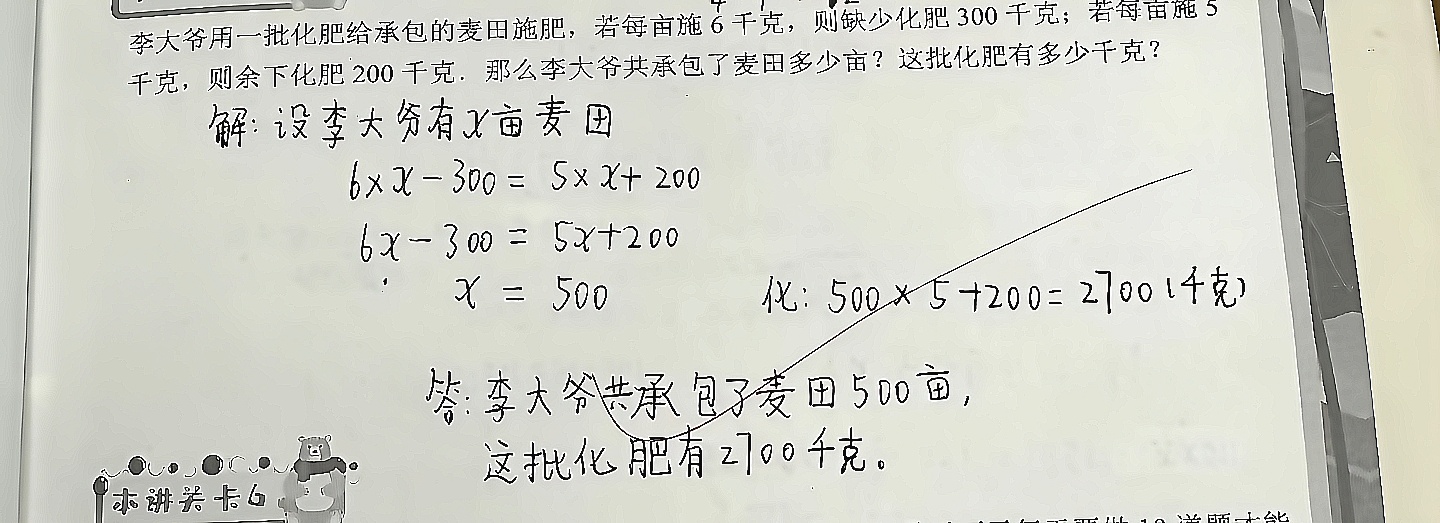 李大爷用一批化肥给承包的麦田施肥，若每亩施 6 千克，则缺少化肥 300 千克；若每亩施 5
千克，则余下化肥 200 千克．那么李大爷共承包了麦田多少亩？这批化肥有多少千克？
解：设李大爷有x亩麦田
6×x－300＝5×x＋200
6x－300＝5x＋200
x＝500
化：500×5＋200＝2700（千克）
答：李大爷共承包了麦田500亩，
这批化肥有2700千克。
本讲关卡6